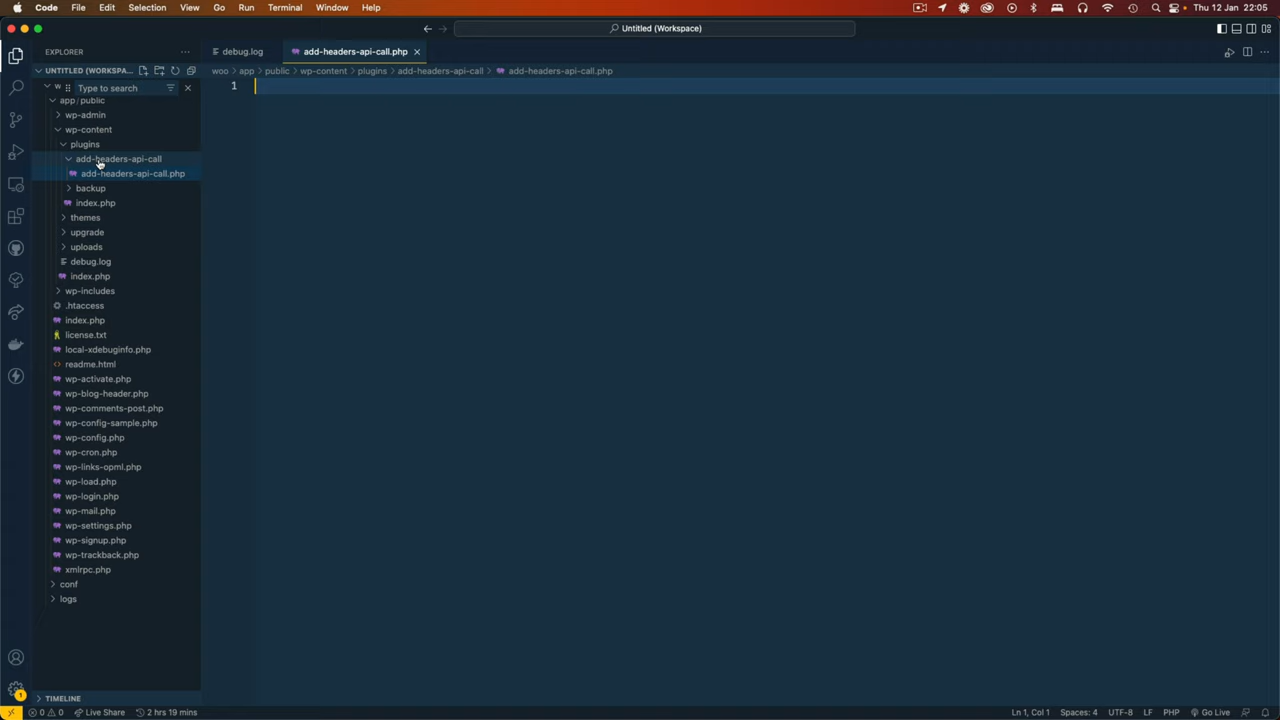 Code File Edit Selection View Go Run Terminal Window Help
Thu 12 Jan 22:05
Untitled (Workspace)
EXPLORER
debug.log
add-headers-api-call.php
UNTITLED (WORKSPA...
woo > app > public > wp-content > plugins > add-headers-api-call > add-headers-api-call.php
W
Type to search
1
app / public
wp-admin
wp-content
plugins
add-headers-api-call
add-headers-api-call.php
backup
index.php
themes
upgrade
uploads
debug.log
index.php
wp-includes
.htaccess
index.php
license.txt
local-xdebuginfo.php
readme.html
wp-activate.php
wp-blog-header.php
wp-comments-post.php
wp-config-sample.php
wp-config.php
wp-cron.php
wp-links-opml.php
wp-load.php
wp-login.php
wp-mail.php
wp-settings.php
wp-signup.php
wp-trackback.php
xmlrpc.php
conf
logs
1
TIMELINE
0 0 Live Share 2 hrs 19 mins
Ln 1, Col 1 Spaces: 4 UTF-8 LF PHP Go Live